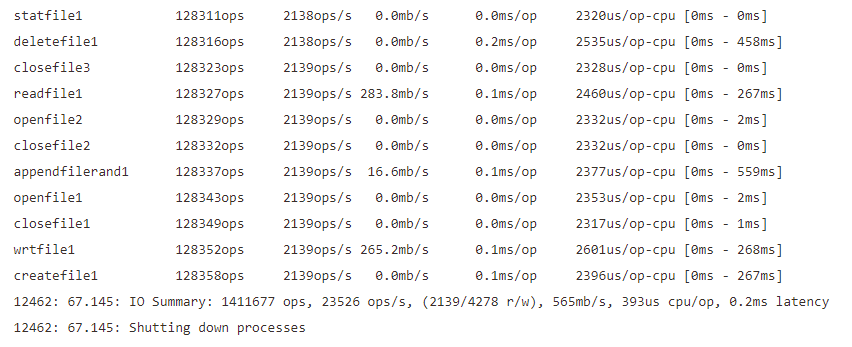 statfile1 128311ops 2138ops/s 0.0mb/s 0.0ms/op 2320us/op-cpu [0ms - 0ms]
deletefile1 128316ops 2138ops/s 0.0mb/s 0.2ms/op 2535us/op-cpu [0ms - 458ms]
closefile3 128323ops 2139ops/s 0.0mb/s 0.0ms/op 2328us/op-cpu [0ms - 0ms]
readfile1 128327ops 2139ops/s 283.8mb/s 0.1ms/op 2460us/op-cpu [0ms - 267ms]
openfile2 128329ops 2139ops/s 0.0mb/s 0.0ms/op 2332us/op-cpu [0ms - 2ms]
closefile2 128332ops 2139ops/s 0.0mb/s 0.0ms/op 2332us/op-cpu [0ms - 0ms]
appendfilerand1 128337ops 2139ops/s 16.6mb/s 0.1ms/op 2377us/op-cpu [0ms - 559ms]
openfile1 128343ops 2139ops/s 0.0mb/s 0.0ms/op 2353us/op-cpu [0ms - 2ms]
closefile1 128349ops 2139ops/s 0.0mb/s 0.0ms/op 2317us/op-cpu [0ms - 1ms]
wrtfile1 128352ops 2139ops/s 265.2mb/s 0.1ms/op 2601us/op-cpu [0ms - 268ms]
createfile1 128358ops 2139ops/s 0.0mb/s 0.1ms/op 2396us/op-cpu [0ms - 267ms]
12462: 67.145: IO Summary: 1411677 ops, 23526 ops/s, (2139/4278 r/w), 565mb/s, 393us cpu/op, 0.2ms latency
12462: 67.145: Shutting down processes